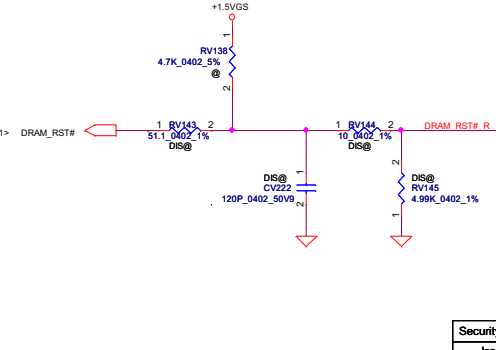 +1.5VGS
1
RV138
4.7K_0402_5%
@
2
1> DRAM_RST#
1 RV143 2
51.1_0402_1%
DIS@
1 RV144 2
10_0402_1%
DIS@
DRAM_RST#_R
DIS@
CV222
120P_0402_50V9
1
2
2
DIS@
RV145
4.99K_0402_1%
1
Security